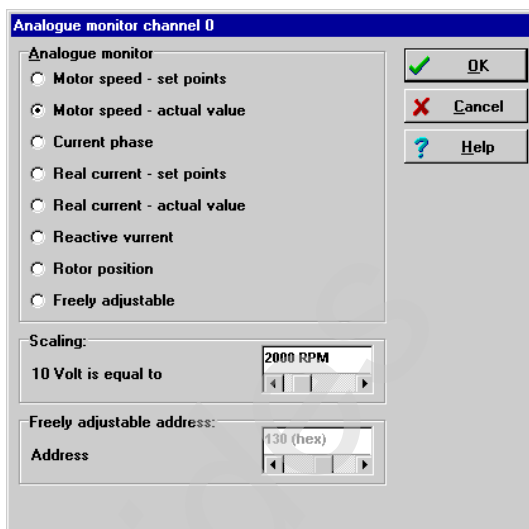 Analogue monitor channel 0
Analogue monitor
Motor speed - set points
Motor speed - actual value
Current phase
Real current - set points
Real current - actual value
Reactive vurrent
Rotor position
Freely adjustable
OK
Cancel
Help
Scaling:
10 Volt is equal to
2000 RPM
Freely adjustable address:
Address
130 (hex)